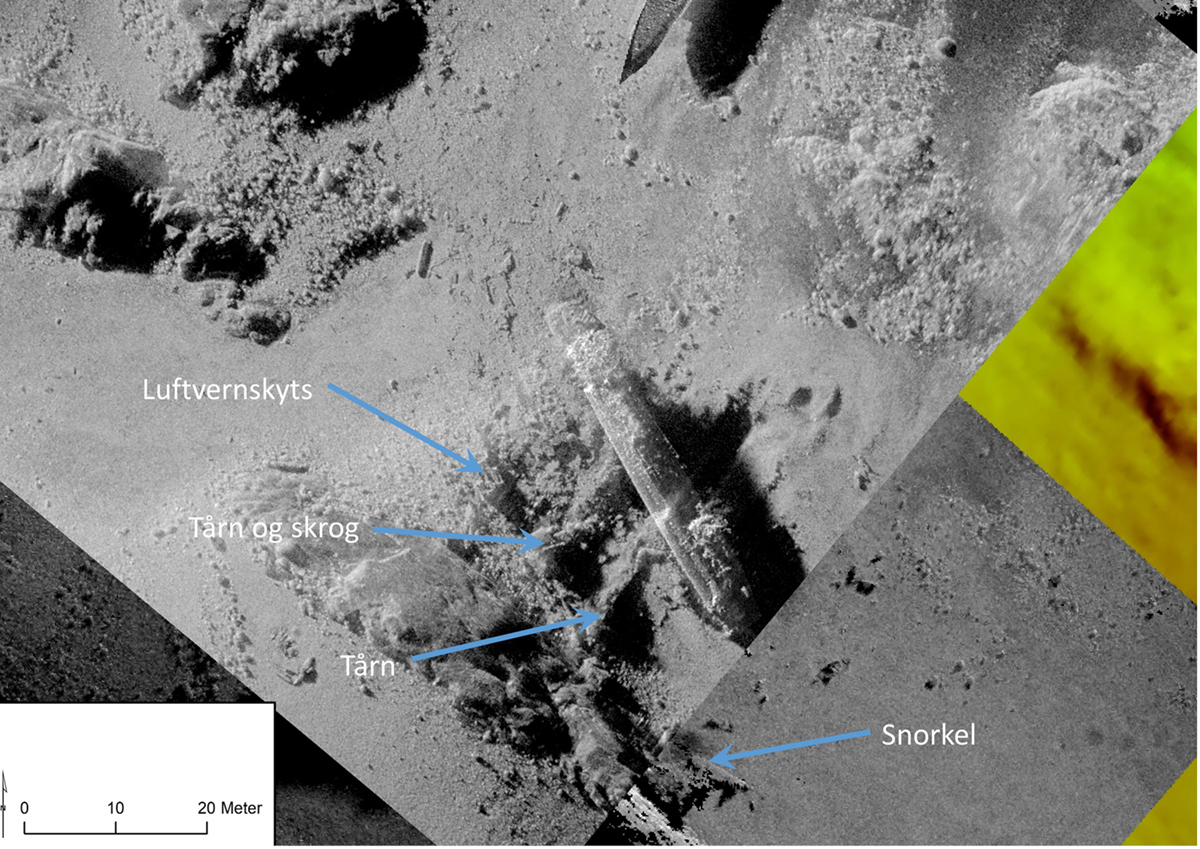 Luftvernskyts
Tårn og skrog
Tårn
Snorkel
N
0 10 20 Meter